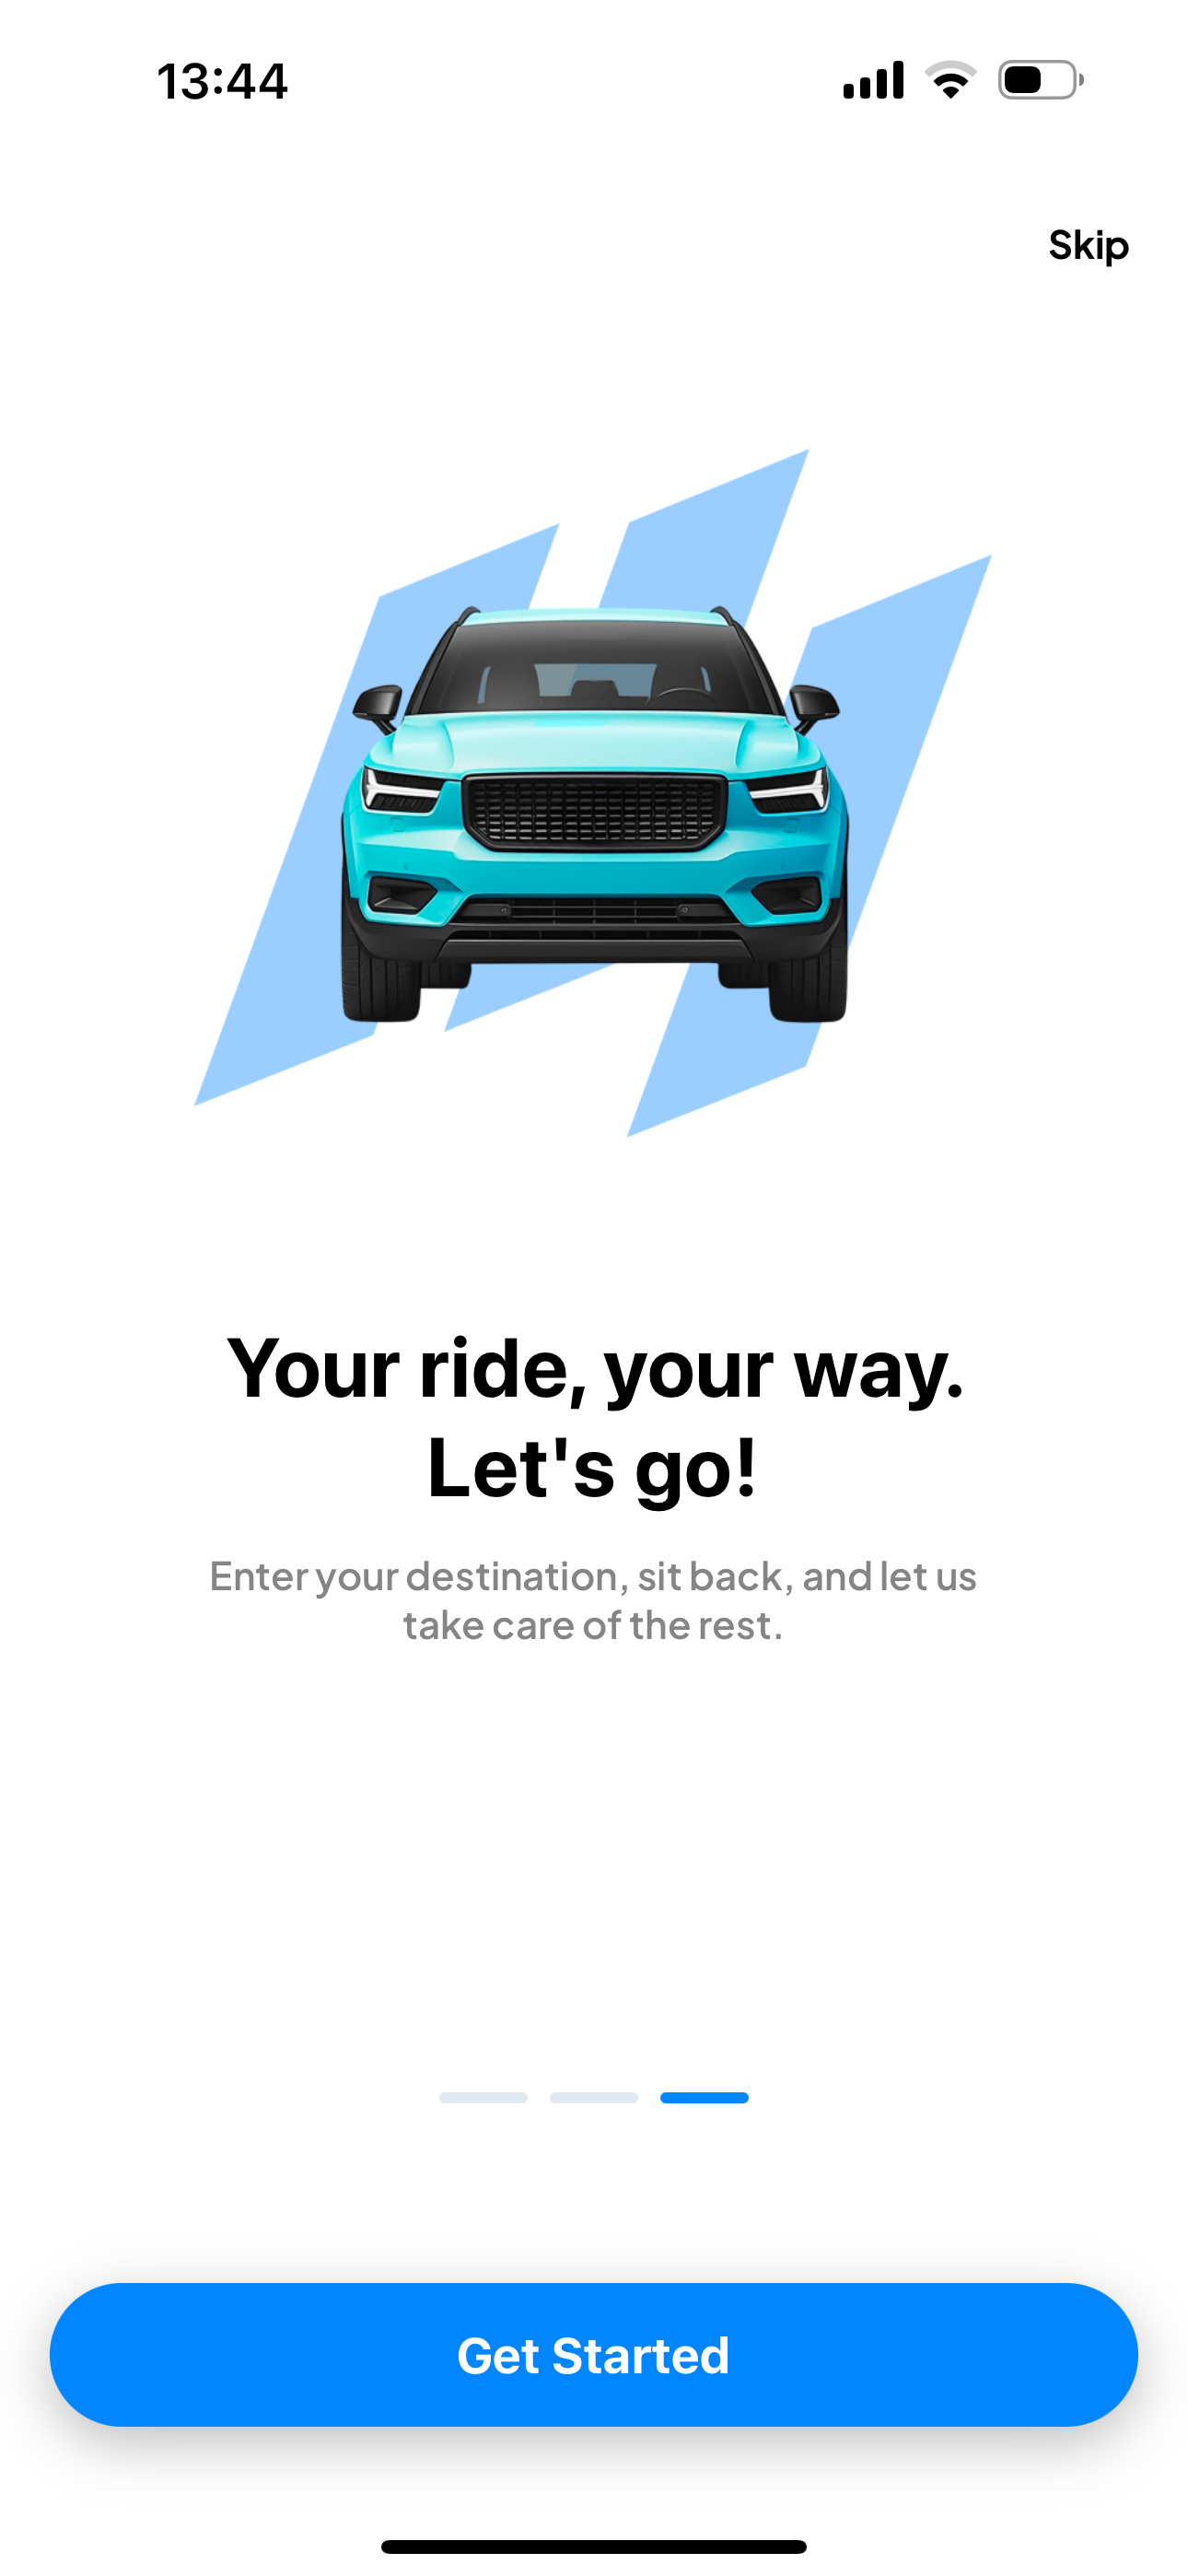 13:44
Skip
Your ride, your way.
Let's go!
Enter your destination, sit back, and let us
take care of the rest.
Get Started